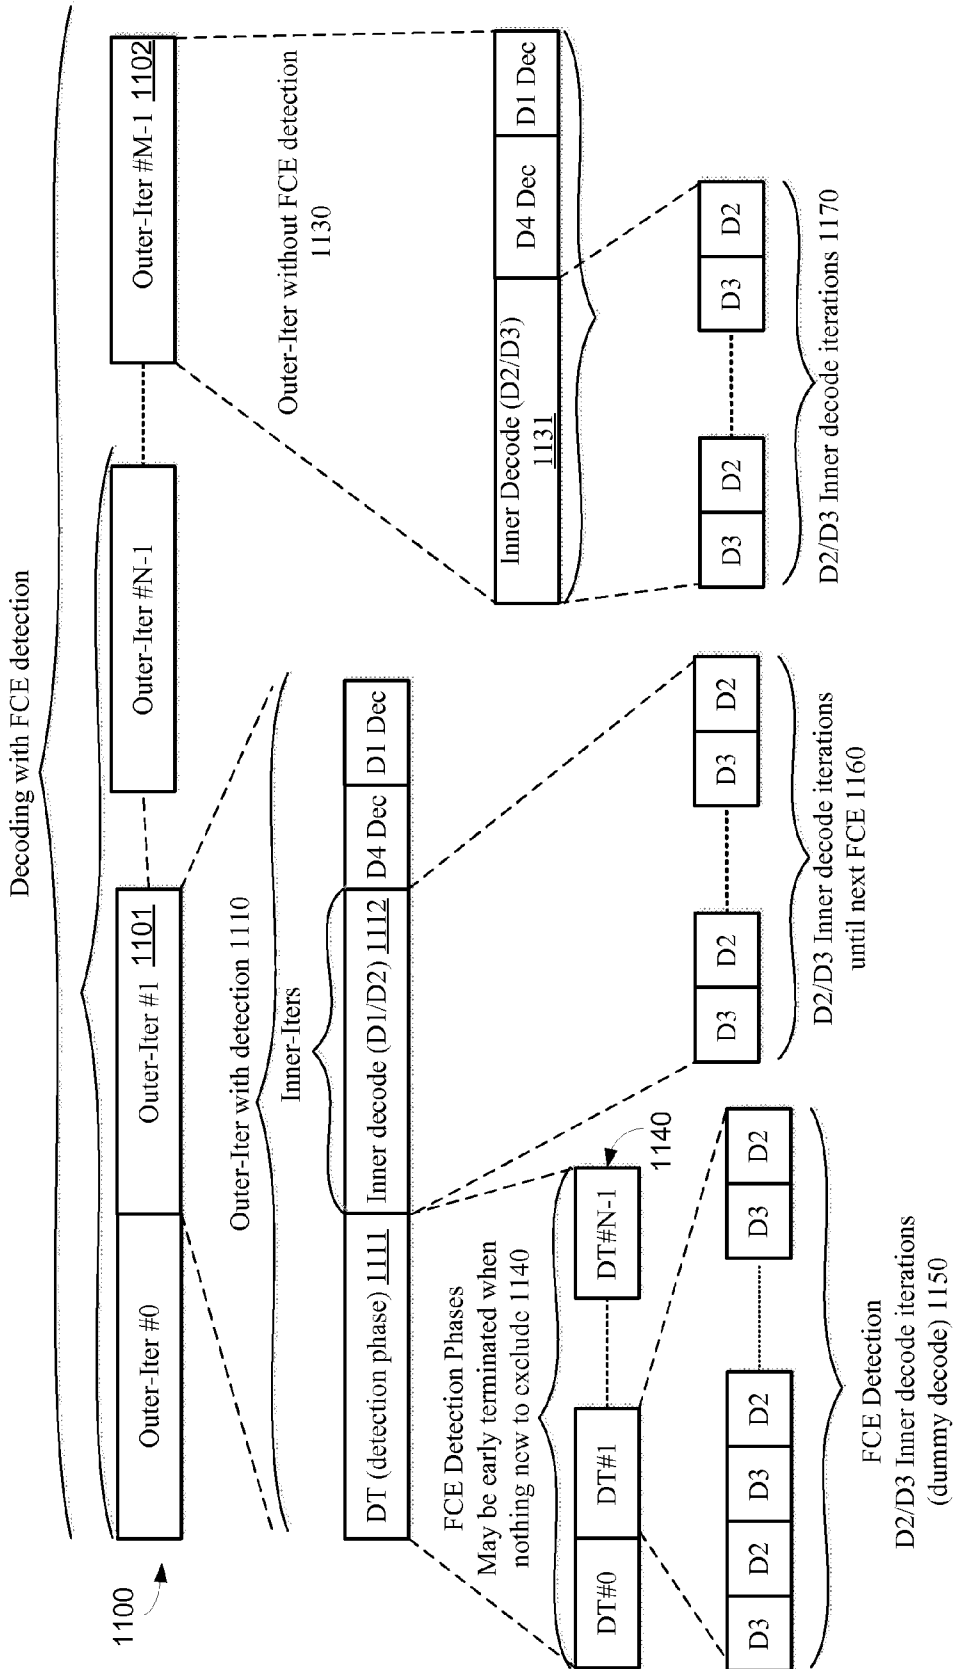 Decoding with FCE detection
Outer-Iter #0
Outer-Iter #1 1101
Outer-Iter #N-1
Outer-Iter #M-1 1102
1100
Outer-Iter with detection 1110
Inner-Iters
DT (detection phase) 1111
Inner decode (D1/D2) 1112
D4 Dec
D1 Dec
Outer-Iter without FCE detection
1130
Inner Decode (D2/D3)
1131
D4 Dec
D1 Dec
FCE Detection Phases
May be early terminated when
nothing new to exclude 1140
DT#0
DT#1
DT#N-1
1140
D3
D2
D3
D2
D3
D2
FCE Detection
D2/D3 Inner decode iterations
(dummy decode) 1150
D3
D2
D3
D2
D2/D3 Inner decode iterations
until next FCE 1160
D3
D2
D3
D2
D2/D3 Inner decode iterations 1170